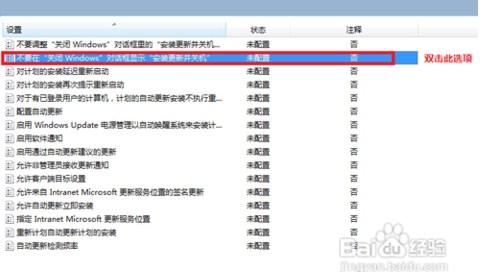 设置 状态 注释
不要调整“关闭 Windows”对话框里的“安装更新并关机... 未配置 否
不要在“关闭 Windows”对话框显示“安装更新并关机” 未配置 否 双击此选项
对计划的安装延迟重新启动 未配置 否
对计划的安装再次提示重新启动 未配置 否
对于有已登录用户的计算机，计划的自动更新安装不执行重... 未配置 否
配置自动更新 未配置 否
启用 Windows Update 电源管理以自动唤醒系统来安装计... 未配置 否
启用软件通知 未配置 否
启用通过自动更新建议的更新 未配置 否
允许非管理员接收更新通知 未配置 否
允许客户端目标设置 未配置 否
允许来自 Intranet Microsoft 更新服务位置的签名更新 未配置 否
允许自动更新立即安装 未配置 否
指定 Intranet Microsoft 更新服务位置 未配置 否
重新计划自动更新计划的安装 未配置 否
自动更新检测频率 未配置 否
Baidu经验
jingyan.baidu.com